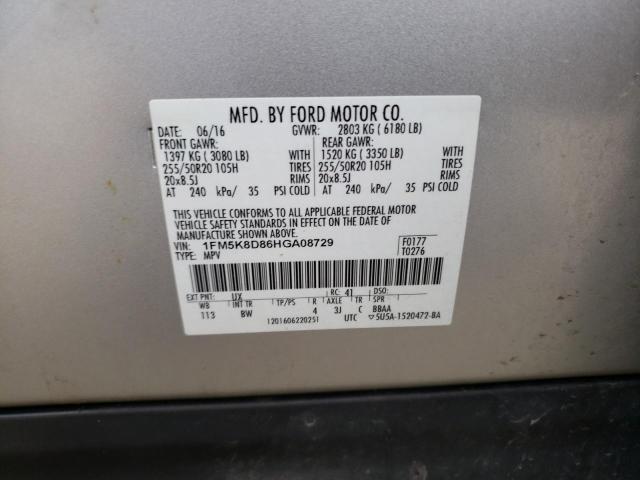 MFD. BY FORD MOTOR CO.
DATE: 06/16 GVWR: 2803 KG ( 6180 LB)
FRONT GAWR: REAR GAWR:
1397 KG ( 3080 LB) WITH 1520 KG ( 3350 LB) WITH
255/50R20 105H TIRES 255/50R20 105H TIRES
20x8.5J RIMS 20x8.5J RIMS
AT 240 kPa/ 35 PSI COLD AT 240 kPa/ 35 PSI COLD
THIS VEHICLE CONFORMS TO ALL APPLICABLE FEDERAL MOTOR
VEHICLE SAFETY STANDARDS IN EFFECT ON THE DATE OF
MANUFACTURE SHOWN ABOVE.
VIN: 1FM5K8D86HGA08729 F0177
TYPE: MPV T0276
EXT PNT: UX RC: 41 DSO:
WB INT TR TP/PS R AXLE TR SPR
113 BW 4 3J C BBAA
1201606220251 UTC ▽5U5A-1520472-BA